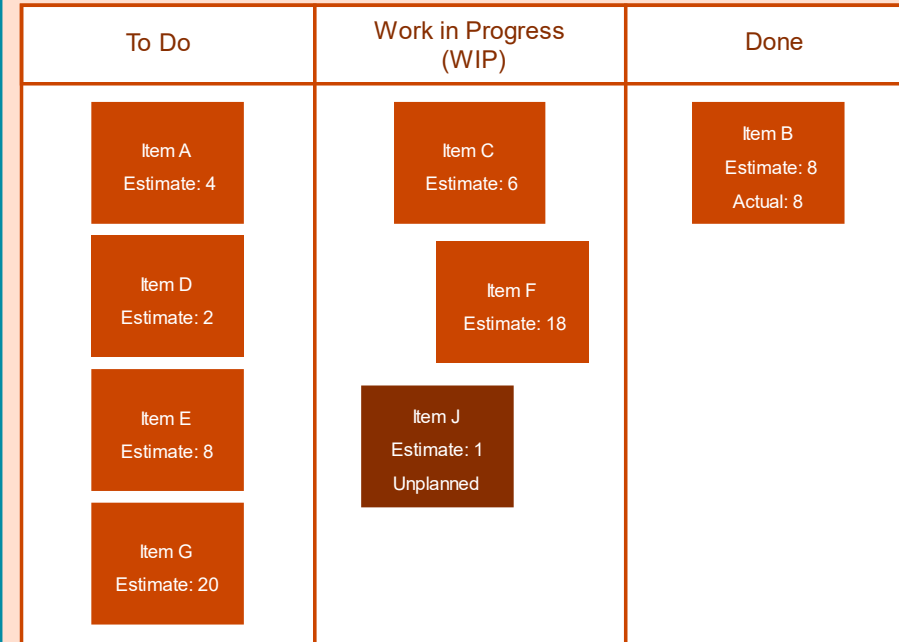 To Do
Work in Progress
(WIP)
Done
Item A
Estimate: 4
Item D
Estimate: 2
Item E
Estimate: 8
Item G
Estimate: 20
Item C
Estimate: 6
Item F
Estimate: 18
Item J
Estimate: 1
Unplanned
Item B
Estimate: 8
Actual: 8